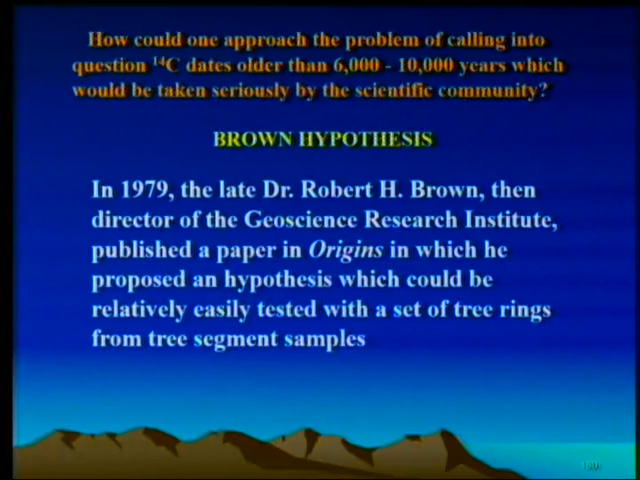 How could one approach the problem of calling into
question ¹⁴C dates older than 6,000 - 10,000 years which
would be taken seriously by the scientific community?
BROWN HYPOTHESIS
In 1979, the late Dr. Robert H. Brown, then
director of the Geoscience Research Institute,
published a paper in Origins in which he
proposed an hypothesis which could be
relatively easily tested with a set of tree rings
from tree segment samples